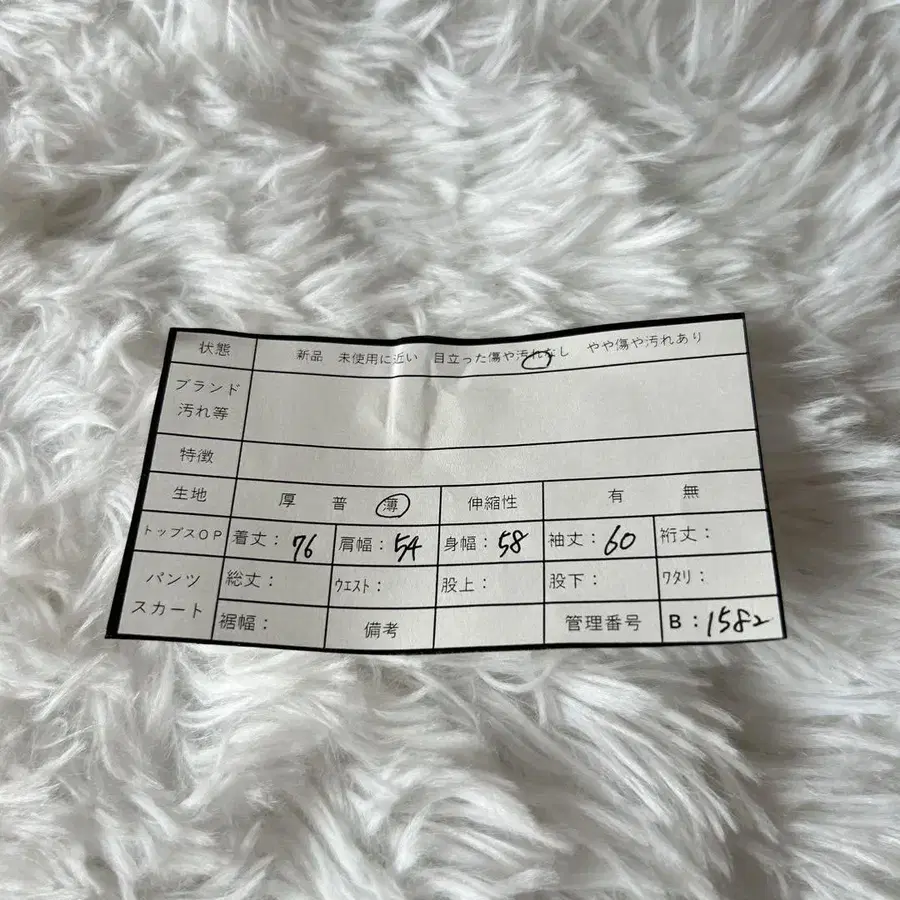 状態 新品 未使用に近い 目立った傷や汚れなし やや傷や汚れあり
ブランド
汚れ等
特徴
生地 厚 普 薄 伸縮性 有 無
トップスOP 着丈：76 肩幅：54 身幅：58 袖丈：60 裄丈：
パンツ 総丈： ウエスト： 股上： 股下： ワタリ：
スカート 裾幅： 備考 管理番号 B：1582